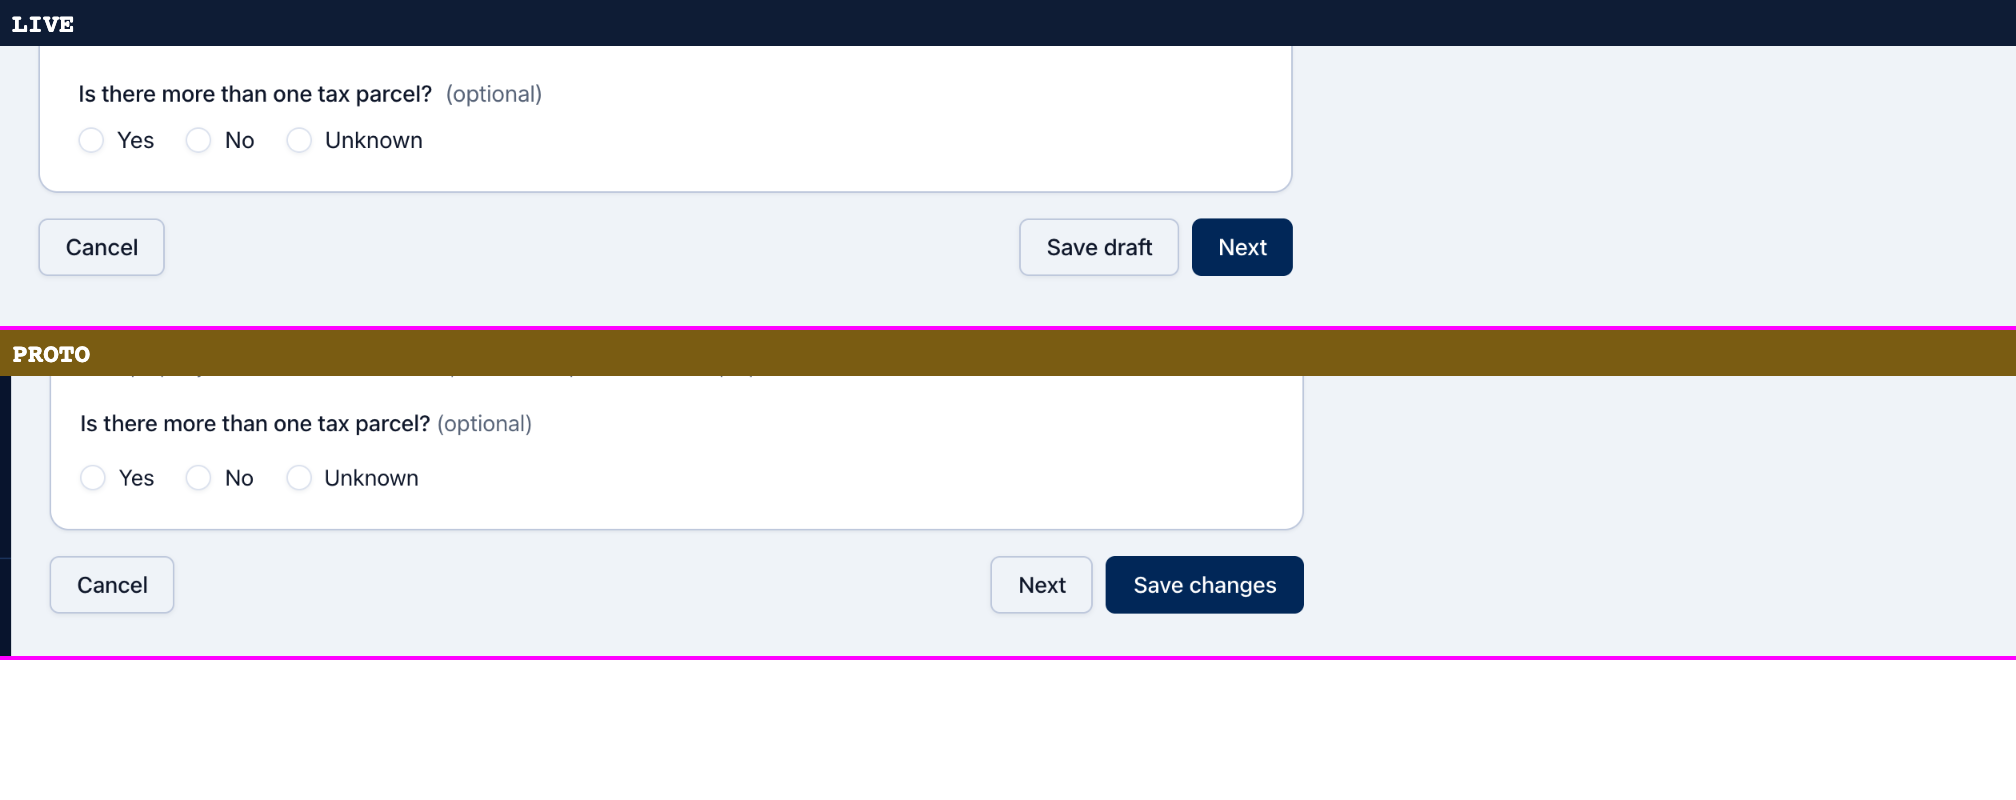 LIVE
Is there more than one tax parcel? (optional)
Yes No Unknown
Cancel Save draft Next
PROTO
Is there more than one tax parcel? (optional)
Yes No Unknown
Cancel Next Save changes